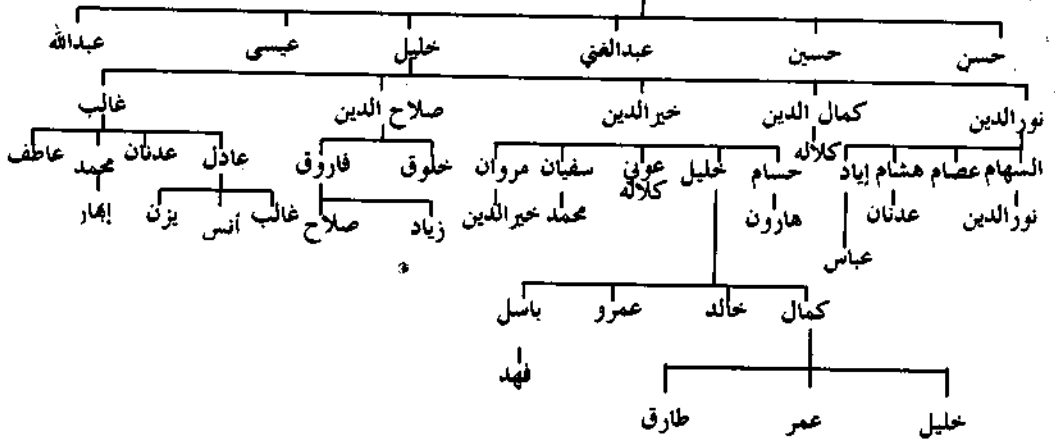 حسن حسين عبدالغني خليل عيسى عبدالله
نورالدين كمال الدين خيرالدين صلاح الدين غالب
السهام عصام هشام إياد كلاله حسام خليل عوني سفيان مروان خلوق فاروق عادل عدنان محمد عاطف
كلاله
نورالدين عدنان هارون محمد خيرالدين زياد صلاح غالب أنس يزن
عباس
كمال خالد عمرو باسل
فهد
خليل عمر طارق